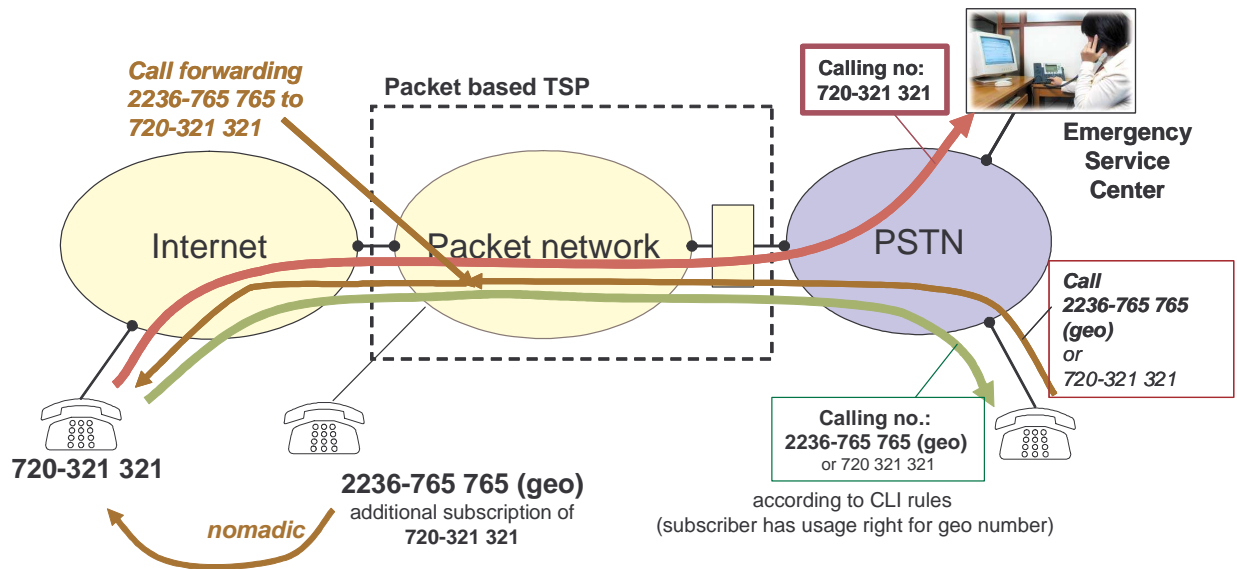 Call forwarding
2236-765 765 to
720-321 321
Packet based TSP
Calling no:
720-321 321
Emergency
Service
Center
Internet
Packet network
PSTN
Call
2236-765 765
(geo)
or
720-321 321
Calling no.:
2236-765 765 (geo)
or 720 321 321
720-321 321
2236-765 765 (geo)
additional subscription of
720-321 321
according to CLI rules
(subscriber has usage right for geo number)
nomadic